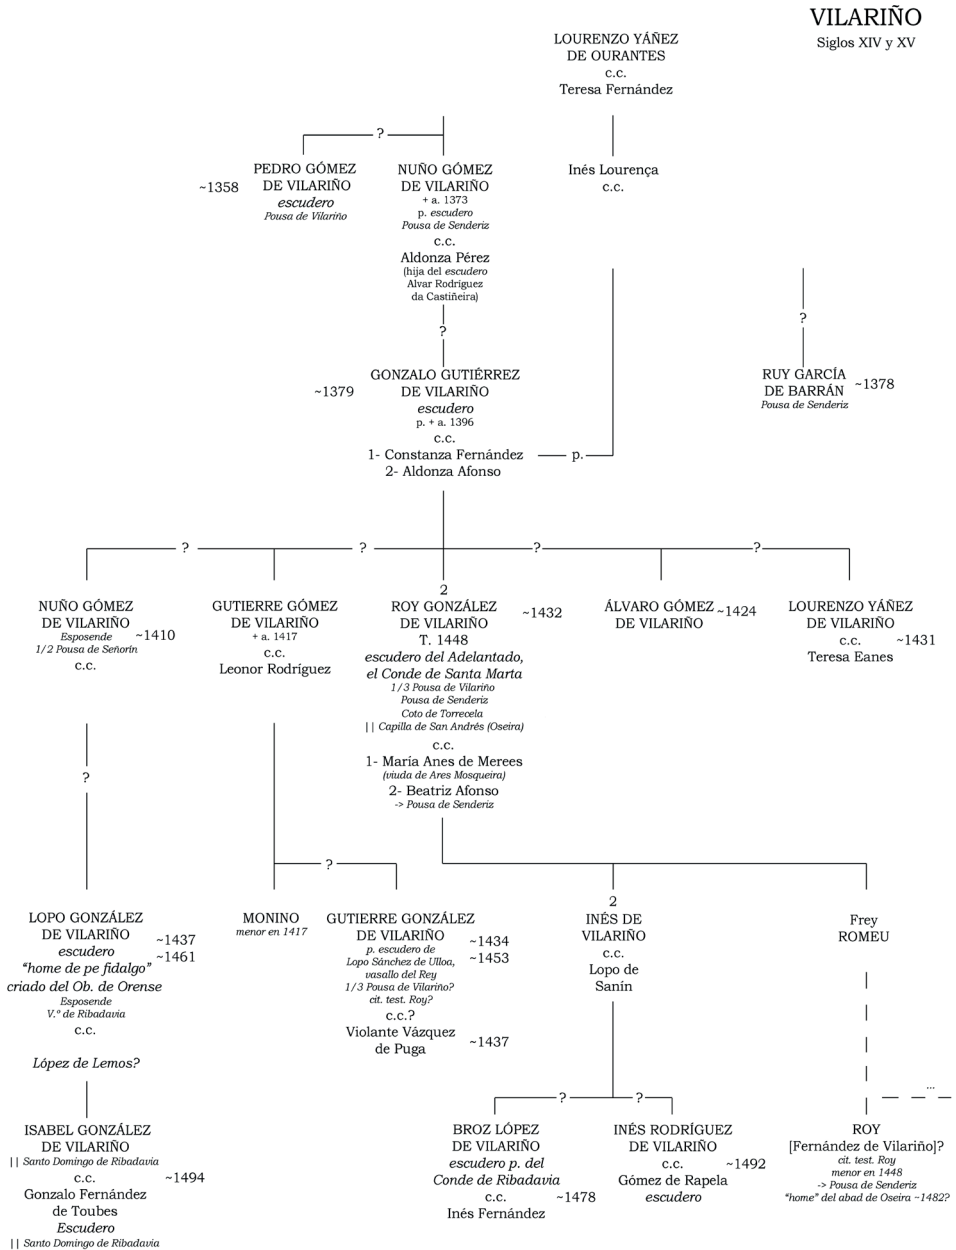 VILARIÑO
Siglos XIV y XV
LOURENZO YÁÑEZ
DE OURANTES
c.c.
Teresa Fernández
?
PEDRO GÓMEZ
DE VILARIÑO
escudero
Pousa de Vilariño
~1358
NUÑO GÓMEZ
DE VILARIÑO
+ a. 1373
p. escudero
Pousa de Senderiz
c.c.
Aldonza Pérez
(hija del escudero
Alvar Rodríguez
da Castiñeira)
?
Inés Lourença
c.c.
?
RUY GARCÍA
DE BARRÁN
Pousa de Senderiz
~1378
GONZALO GUTIÉRREZ
DE VILARIÑO
escudero
p. + a. 1396
c.c.
1- Constanza Fernández
2- Aldonza Afonso
~1379
p.
?
?
?
?
NUÑO GÓMEZ
DE VILARIÑO
Esposende
1/2 Pousa de Señorín
c.c.
~1410
?
GUTIERRE GÓMEZ
DE VILARIÑO
+ a. 1417
c.c.
Leonor Rodríguez
2
ROY GONZÁLEZ
DE VILARIÑO
T. 1448
escudero del Adelantado,
el Conde de Santa Marta
1/3 Pousa de Vilariño
Pousa de Senderiz
Coto de Torrecela
|| Capilla de San Andrés (Oseira)
c.c.
1- María Anes de Merees
(viuda de Ares Mosqueira)
2- Beatriz Afonso
-> Pousa de Senderiz
~1432
ÁLVARO GÓMEZ
DE VILARIÑO
~1424
LOURENZO YÁÑEZ
DE VILARIÑO
c.c.
Teresa Eanes
~1431
?
LOPO GONZÁLEZ
DE VILARIÑO
escudero
“home de pe fidalgo”
criado del Ob. de Orense
Esposende
V.º de Ribadavia
c.c.
López de Lemos?
~1437
~1461
MONINO
menor en 1417
GUTIERRE GONZÁLEZ
DE VILARIÑO
p. escudero de
Lopo Sánchez de Ulloa,
vasallo del Rey
1/3 Pousa de Vilariño?
cit. test. Roy?
c.c.?
Violante Vázquez
de Puga
~1434
~1453
~1437
2
INÉS DE
VILARIÑO
c.c.
Lopo de
Sanín
Frey
ROMEU
?
?
...
ISABEL GONZÁLEZ
DE VILARIÑO
|| Santo Domingo de Ribadavia
c.c.
Gonzalo Fernández
de Toubes
Escudero
|| Santo Domingo de Ribadavia
~1494
BROZ LÓPEZ
DE VILARIÑO
escudero p. del
Conde de Ribadavia
c.c.
Inés Fernández
~1478
INÉS RODRÍGUEZ
DE VILARIÑO
c.c.
Gómez de Rapela
escudero
~1492
ROY
[Fernández de Vilariño]?
cit. test. Roy
menor en 1448
-> Pousa de Senderiz
“home” del abad de Oseira ~1482?